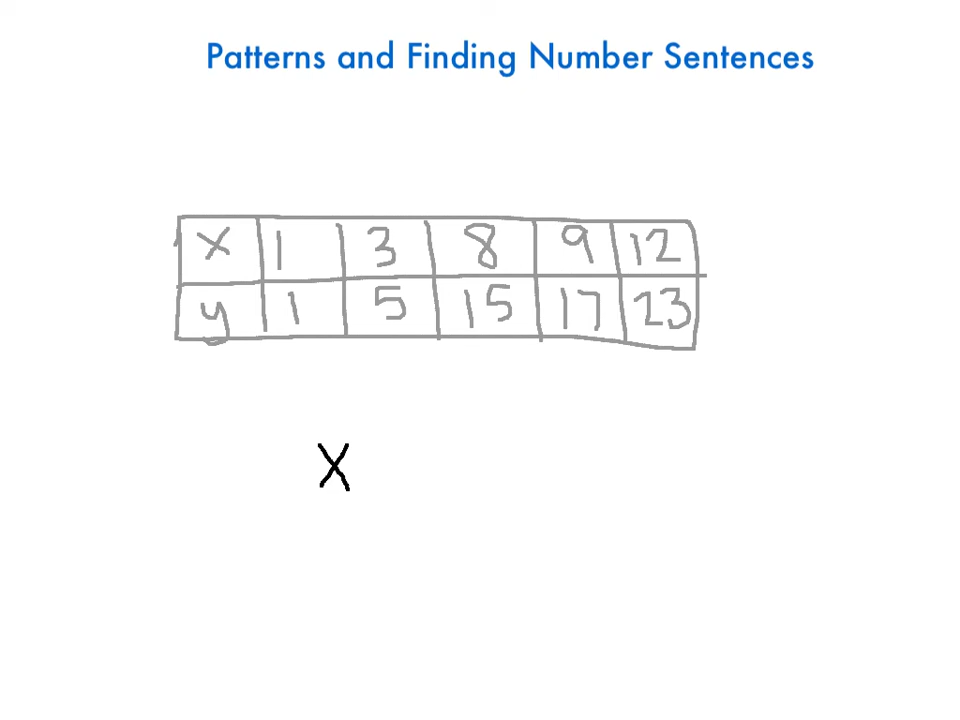 Patterns and Finding Number Sentences
x 1 3 8 9 12
y 1 5 15 17 23
X